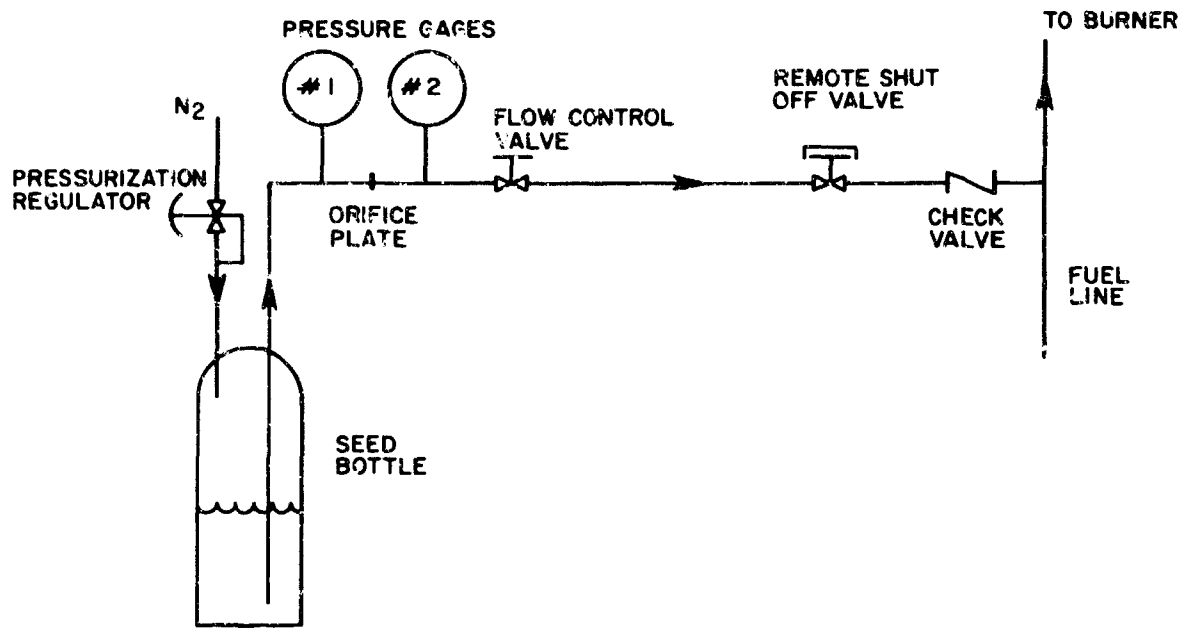 PRESSURE GAGES
#1
#2
TO BURNER
N2
REMOTE SHUT
OFF VALVE
FLOW CONTROL
VALVE
PRESSURIZATION
REGULATOR
ORIFICE
PLATE
CHECK
VALVE
FUEL
LINE
SEED
BOTTLE